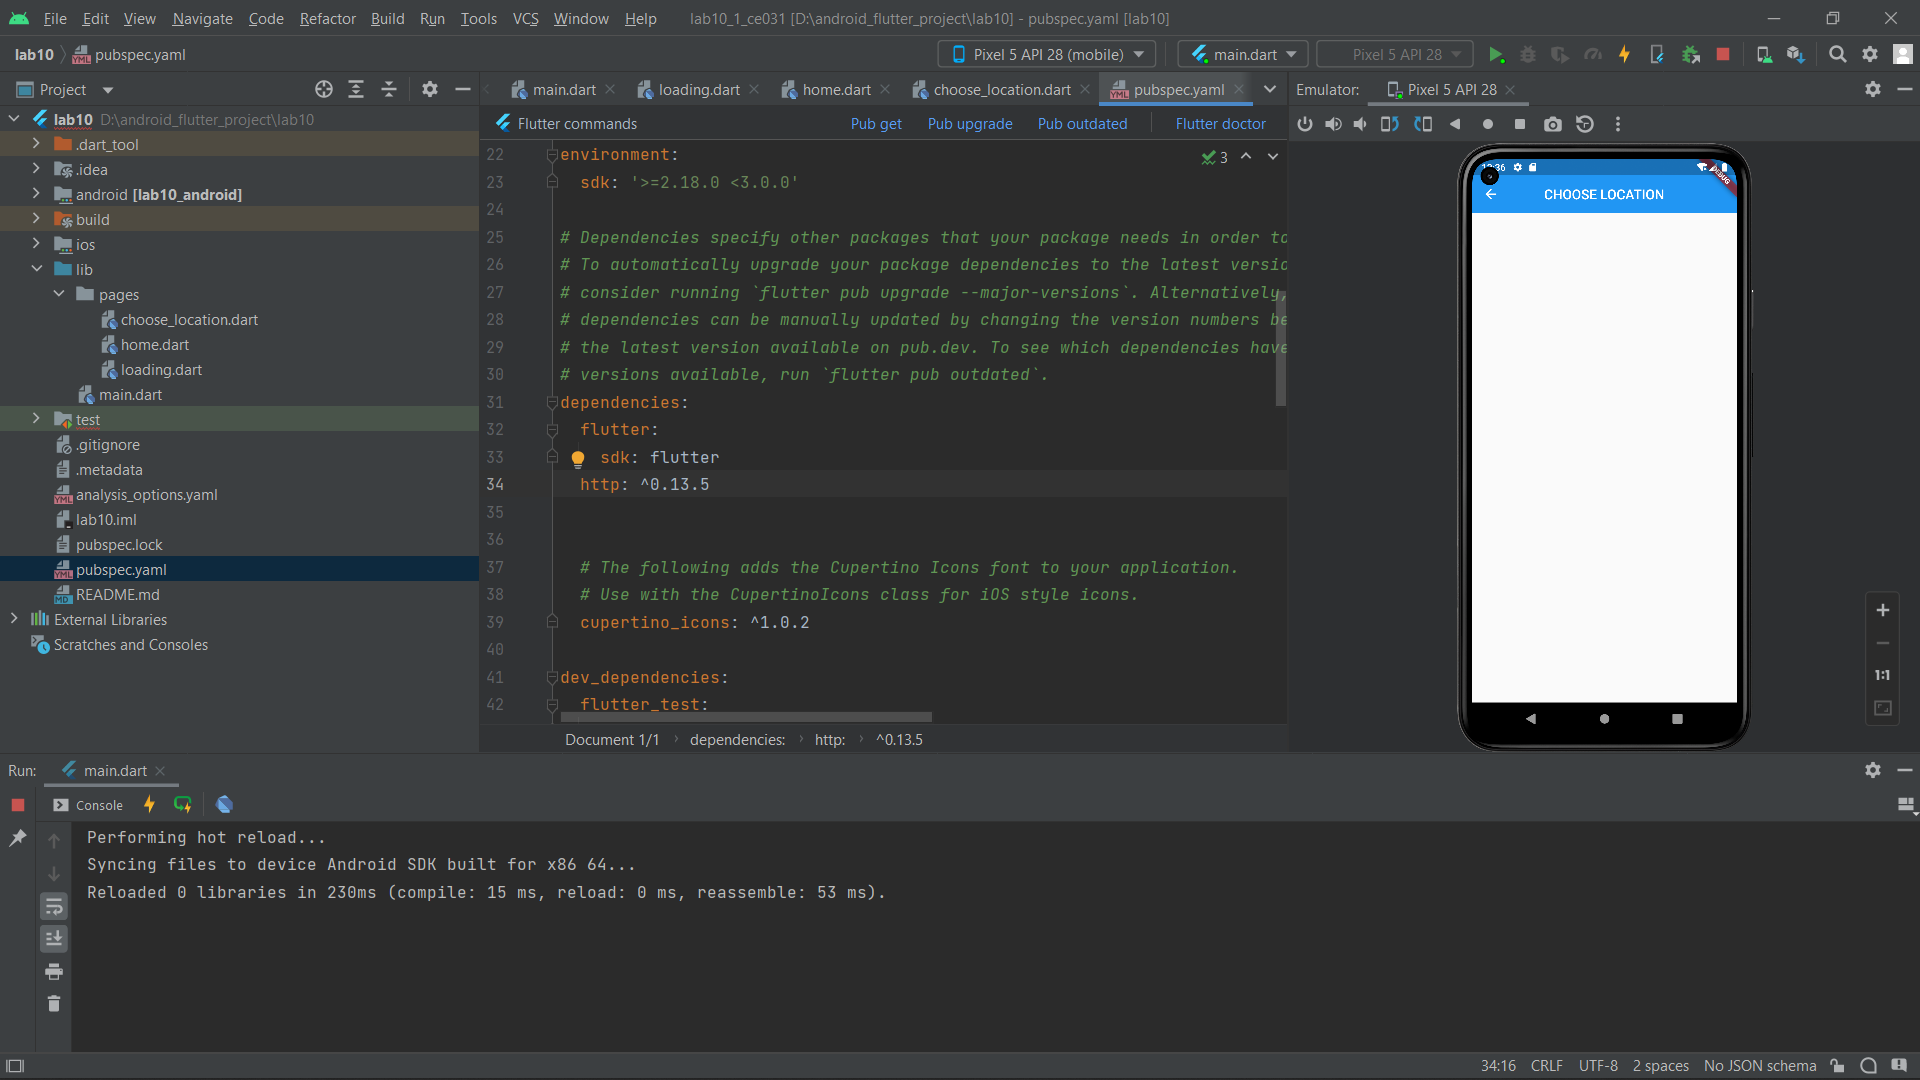 File Edit View Navigate Code Refactor Build Run Tools VCS Window Help lab10_1_ce031 [D:\android_flutter_project\lab10] - pubspec.yaml [lab10]
lab10 pubspec.yaml Pixel 5 API 28 (mobile) main.dart Pixel 5 API 28
Project main.dart loading.dart home.dart choose_location.dart pubspec.yaml Emulator: Pixel 5 API 28
Flutter commands Pub get Pub upgrade Pub outdated Flutter doctor
lab10 D:\android_flutter_project\lab10
.dart_tool
.idea
android [lab10_android]
build
ios
lib
pages
choose_location.dart
home.dart
loading.dart
main.dart
test
.gitignore
.metadata
analysis_options.yaml
lab10.iml
pubspec.lock
pubspec.yaml
README.md
External Libraries
Scratches and Consoles
3
22 environment:
23 sdk: '>=2.18.0 <3.0.0'
24
25 # Dependencies specify other packages that your package needs in order to
26 # To automatically upgrade your package dependencies to the latest versio
27 # consider running `flutter pub upgrade --major-versions`. Alternatively,
28 # dependencies can be manually updated by changing the version numbers be
29 # the latest version available on pub.dev. To see which dependencies have
30 # versions available, run `flutter pub outdated`.
31 dependencies:
32 flutter:
33 sdk: flutter
34 http: ^0.13.5
35
36
37 # The following adds the Cupertino Icons font to your application.
38 # Use with the CupertinoIcons class for iOS style icons.
39 cupertino_icons: ^1.0.2
40
41 dev_dependencies:
42 flutter_test:
Document 1/1 dependencies: http: ^0.13.5
DEBUG
CHOOSE LOCATION
1:1
Run: main.dart
Console
Performing hot reload...
Syncing files to device Android SDK built for x86 64...
Reloaded 0 libraries in 230ms (compile: 15 ms, reload: 0 ms, reassemble: 53 ms).
34:16 CRLF UTF-8 2 spaces No JSON schema